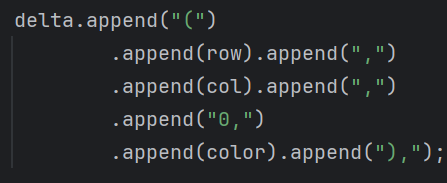 delta.append("(")
.append(row).append(",")
.append(col).append(",")
.append("0,")
.append(color).append("),");